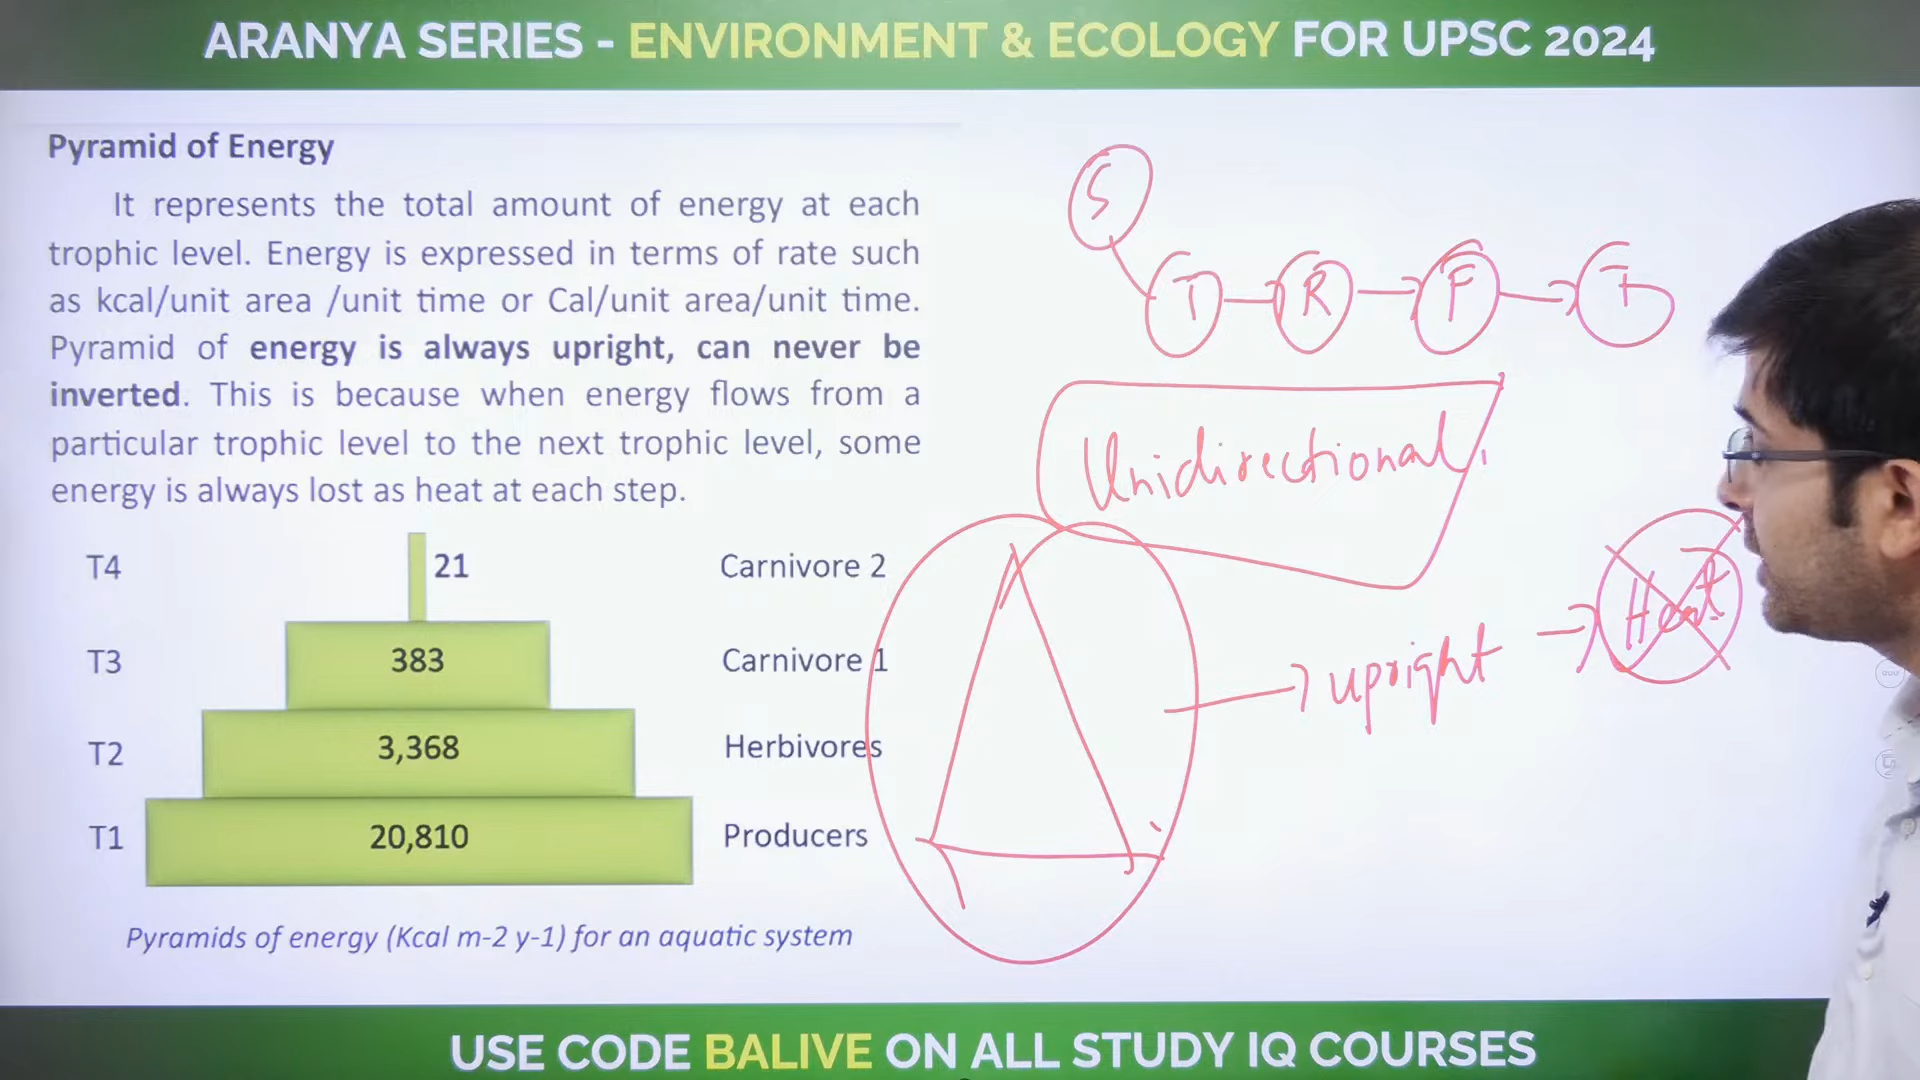 ARANYA SERIES - ENVIRONMENT & ECOLOGY FOR UPSC 2024
Pyramid of Energy
It represents the total amount of energy at each
trophic level. Energy is expressed in terms of rate such
as kcal/unit area /unit time or Cal/unit area/unit time.
Pyramid of energy is always upright, can never be
inverted. This is because when energy flows from a
particular trophic level to the next trophic level, some
energy is always lost as heat at each step.
T4 21 Carnivore 2
T3 383 Carnivore 1
T2 3,368 Herbivores
T1 20,810 Producers
Pyramids of energy (Kcal m-2 y-1) for an aquatic system
S
T R F T
Unidirectional
upright
Heat
USE CODE BALIVE ON ALL STUDY IQ COURSES